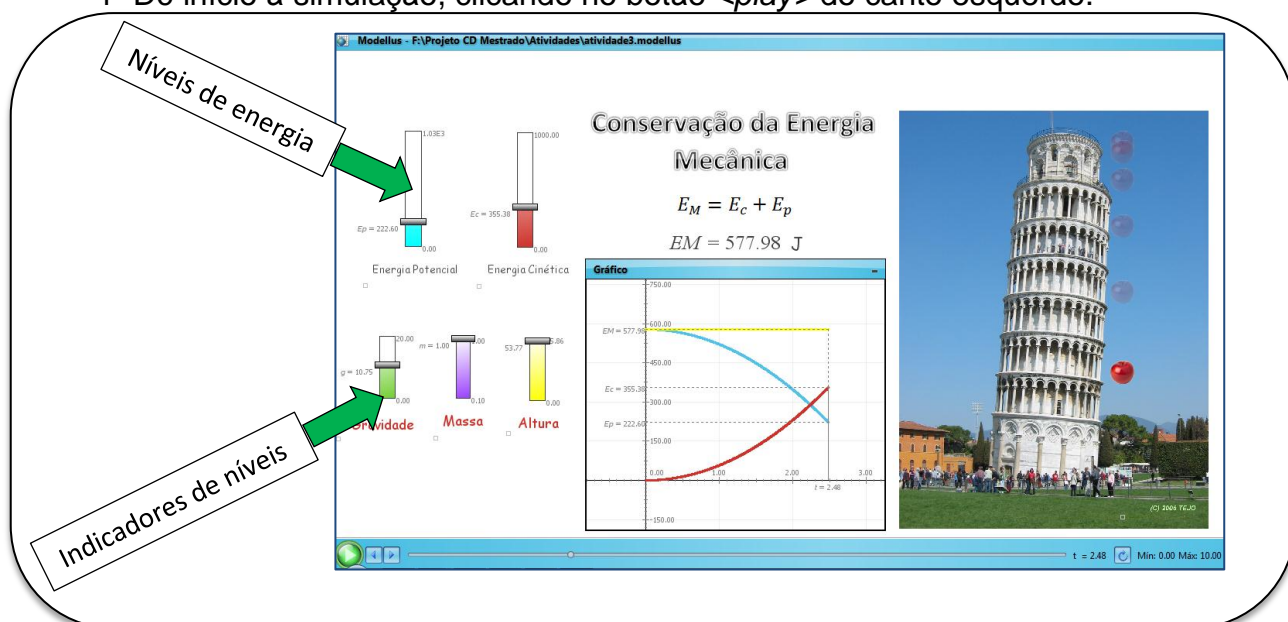 1- Dê início à simulação, clicando no botão <play> do canto esquerdo.
Modellus - F:\Projeto CD Mestrado\Atividades\atividade3.modellus
Níveis de energia
1.03E3
Ep = 222.60
0.00
Energia Potencial
1000.00
Ec = 355.38
0.00
Energia Cinética
Conservação da Energia
Mecânica
E_M = E_c + E_p
EM = 577.98 J
20.00
g = 10.75
0.00
m = 1.00
0.10
Massa
53.77
0.00
Altura
Indicadores de níveis
Gráfico
750.00
600.00
EM = 577.98
450.00
Ec = 355.38
300.00
Ep = 222.60
150.00
0.00 1.00 2.00 3.00
t = 2.48
-150.00
(C) 2006 TEJO
t = 2.48 Min: 0.00 Máx: 10.00